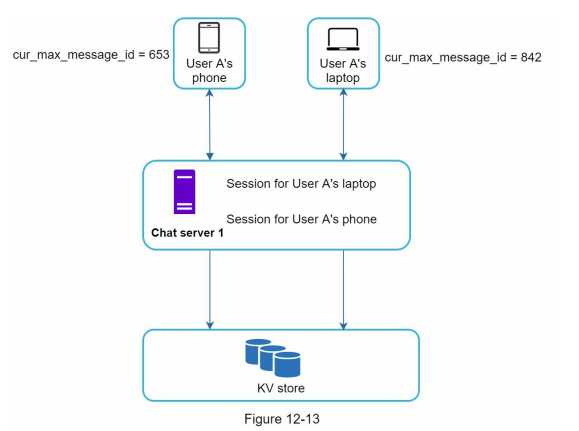 cur_max_message_id = 653
User A's
phone
User A's
laptop
cur_max_message_id = 842
Session for User A's laptop
Session for User A's phone
Chat server 1
KV store
Figure 12-13